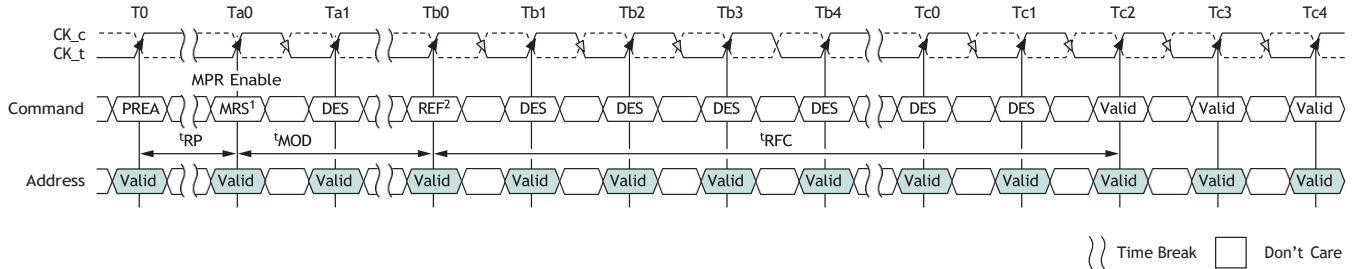 T0 Ta0 Ta1 Tb0 Tb1 Tb2 Tb3 Tb4 Tc0 Tc1 Tc2 Tc3 Tc4
CK_c
CK_t
MPR Enable
Command PREA MRS¹ DES REF² DES DES DES DES DES DES Valid Valid Valid
ᵗRP ᵗMOD ᵗRFC
Address Valid Valid Valid Valid Valid Valid Valid Valid Valid Valid Valid Valid Valid
Time Break Don't Care